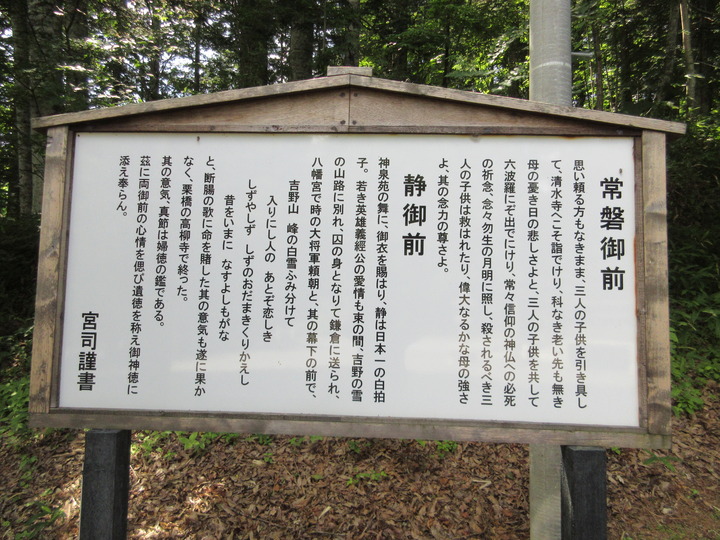 常磐御前
思い頼る方もなきまま、三人の子供を引き具し
て、清水寺へこそ詣でけり、科なき老い先も無き
母の憂き日の悲しさよと、三人の子供を共して
六波羅にぞ出でにけり、常々信仰の神仏への必死
の祈念、念々勿生の月明に照し、殺されるべき三
人の子供は救はれたり、偉大なるかな母の強さ
よ、其の念力の尊さよ。
静御前
神泉苑の舞に、御衣を賜はり、静は日本一の白拍
子。若き英雄義經公の愛情も束の間、吉野の雪
の山路に別れ、囚の身となりて鎌倉に送られ、
八幡宮で時の大将軍頼朝と、其の幕下の前で、
吉野山 峰の白雪ふみ分けて
入りにし人の あとぞ恋しき
しずやしず しずのおだまきくりかえし
昔をいまに なすよしもがな
と、断腸の歌に命を賭した其の意気も遂に果か
なく、栗橋の高柳寺で終った。
其の意気、真節は婦徳の鑑である。
茲に両御前の心情を偲び遺徳を称え御神徳に
添え奉らん。
宮司謹書